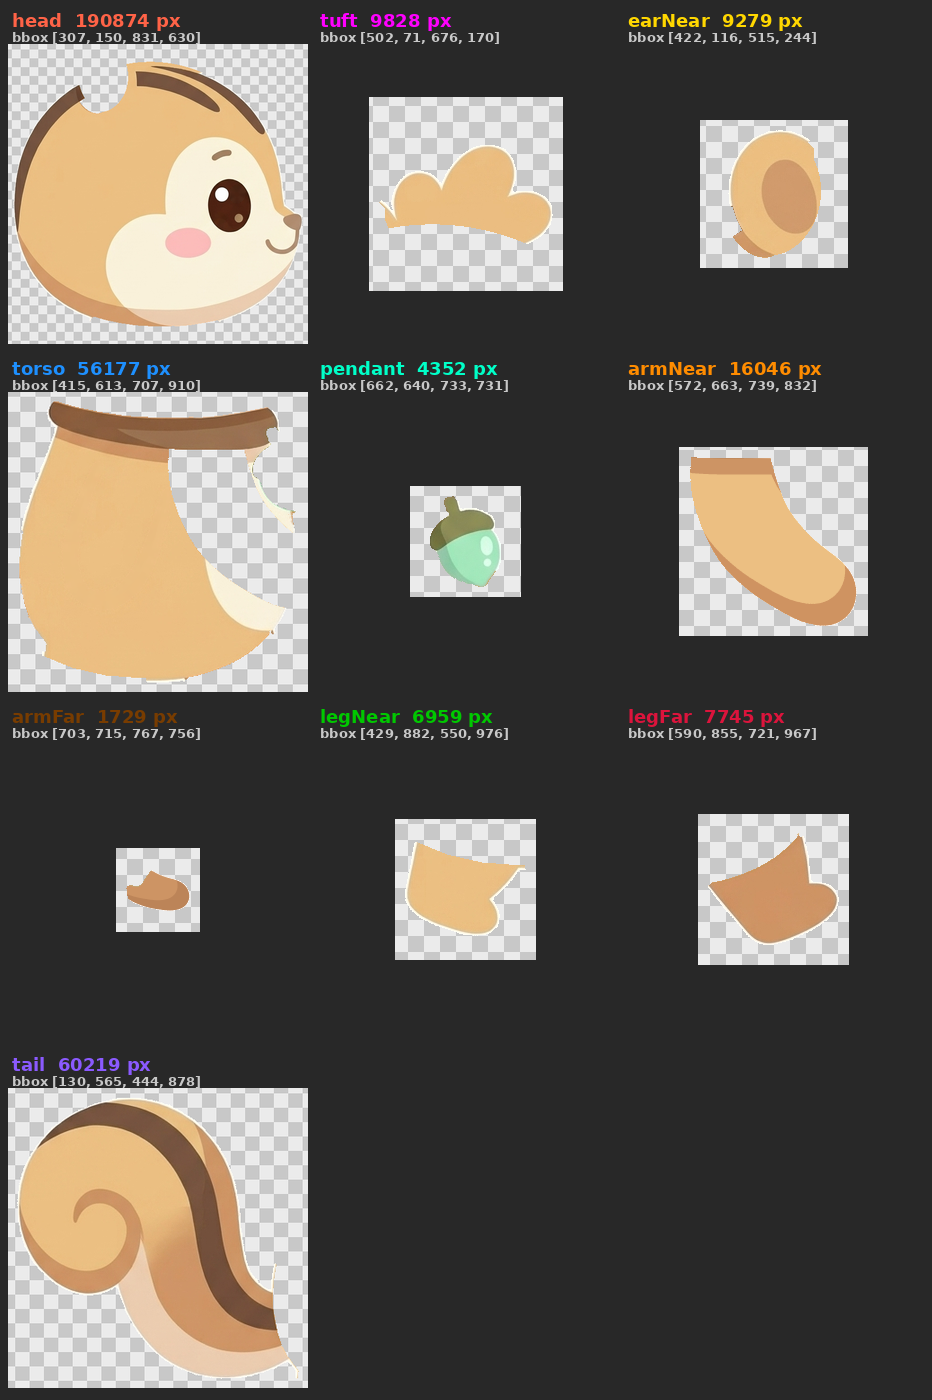 head 190874 px
bbox [307, 150, 831, 630]
tuft 9828 px
bbox [502, 71, 676, 170]
earNear 9279 px
bbox [422, 116, 515, 244]
torso 56177 px
bbox [415, 613, 707, 910]
pendant 4352 px
bbox [662, 640, 733, 731]
armNear 16046 px
bbox [572, 663, 739, 832]
armFar 1729 px
bbox [703, 715, 767, 756]
legNear 6959 px
bbox [429, 882, 550, 976]
legFar 7745 px
bbox [590, 855, 721, 967]
tail 60219 px
bbox [130, 565, 444, 878]